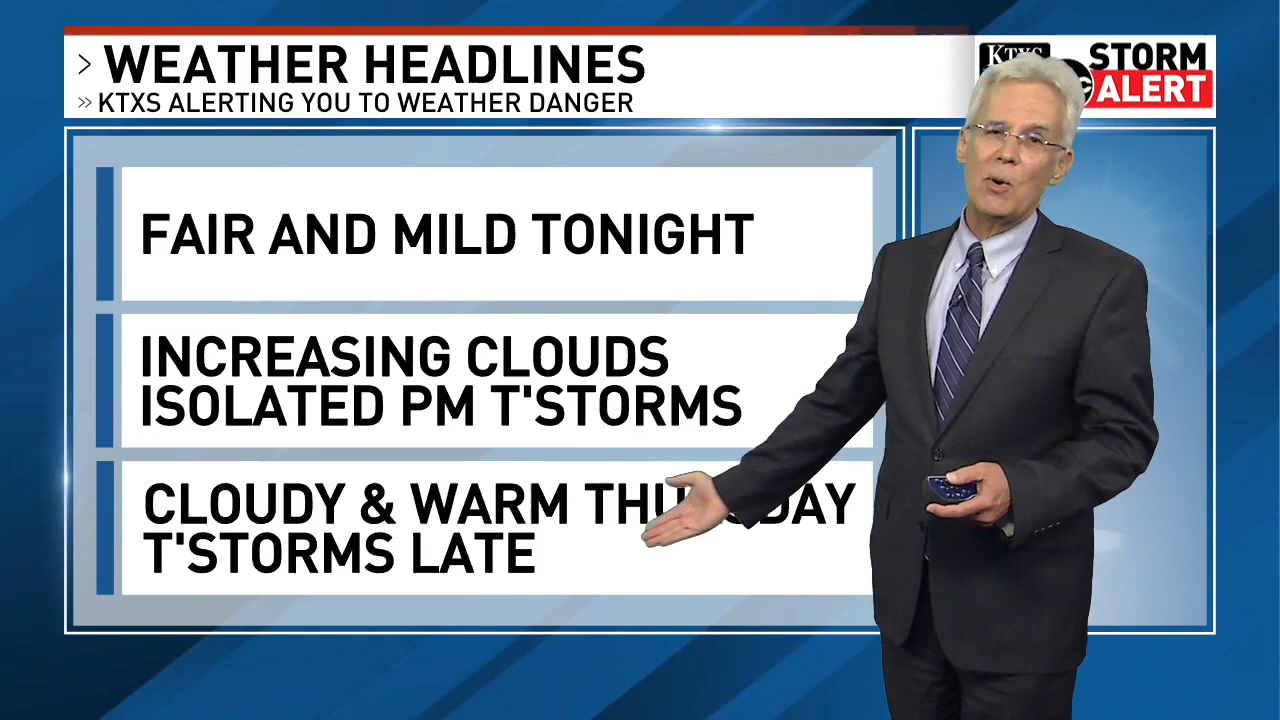 > WEATHER HEADLINES
» KTXS ALERTING YOU TO WEATHER DANGER
KTXS STORM
ALERT
FAIR AND MILD TONIGHT
INCREASING CLOUDS
ISOLATED PM T'STORMS
CLOUDY & WARM THURSDAY
T'STORMS LATE